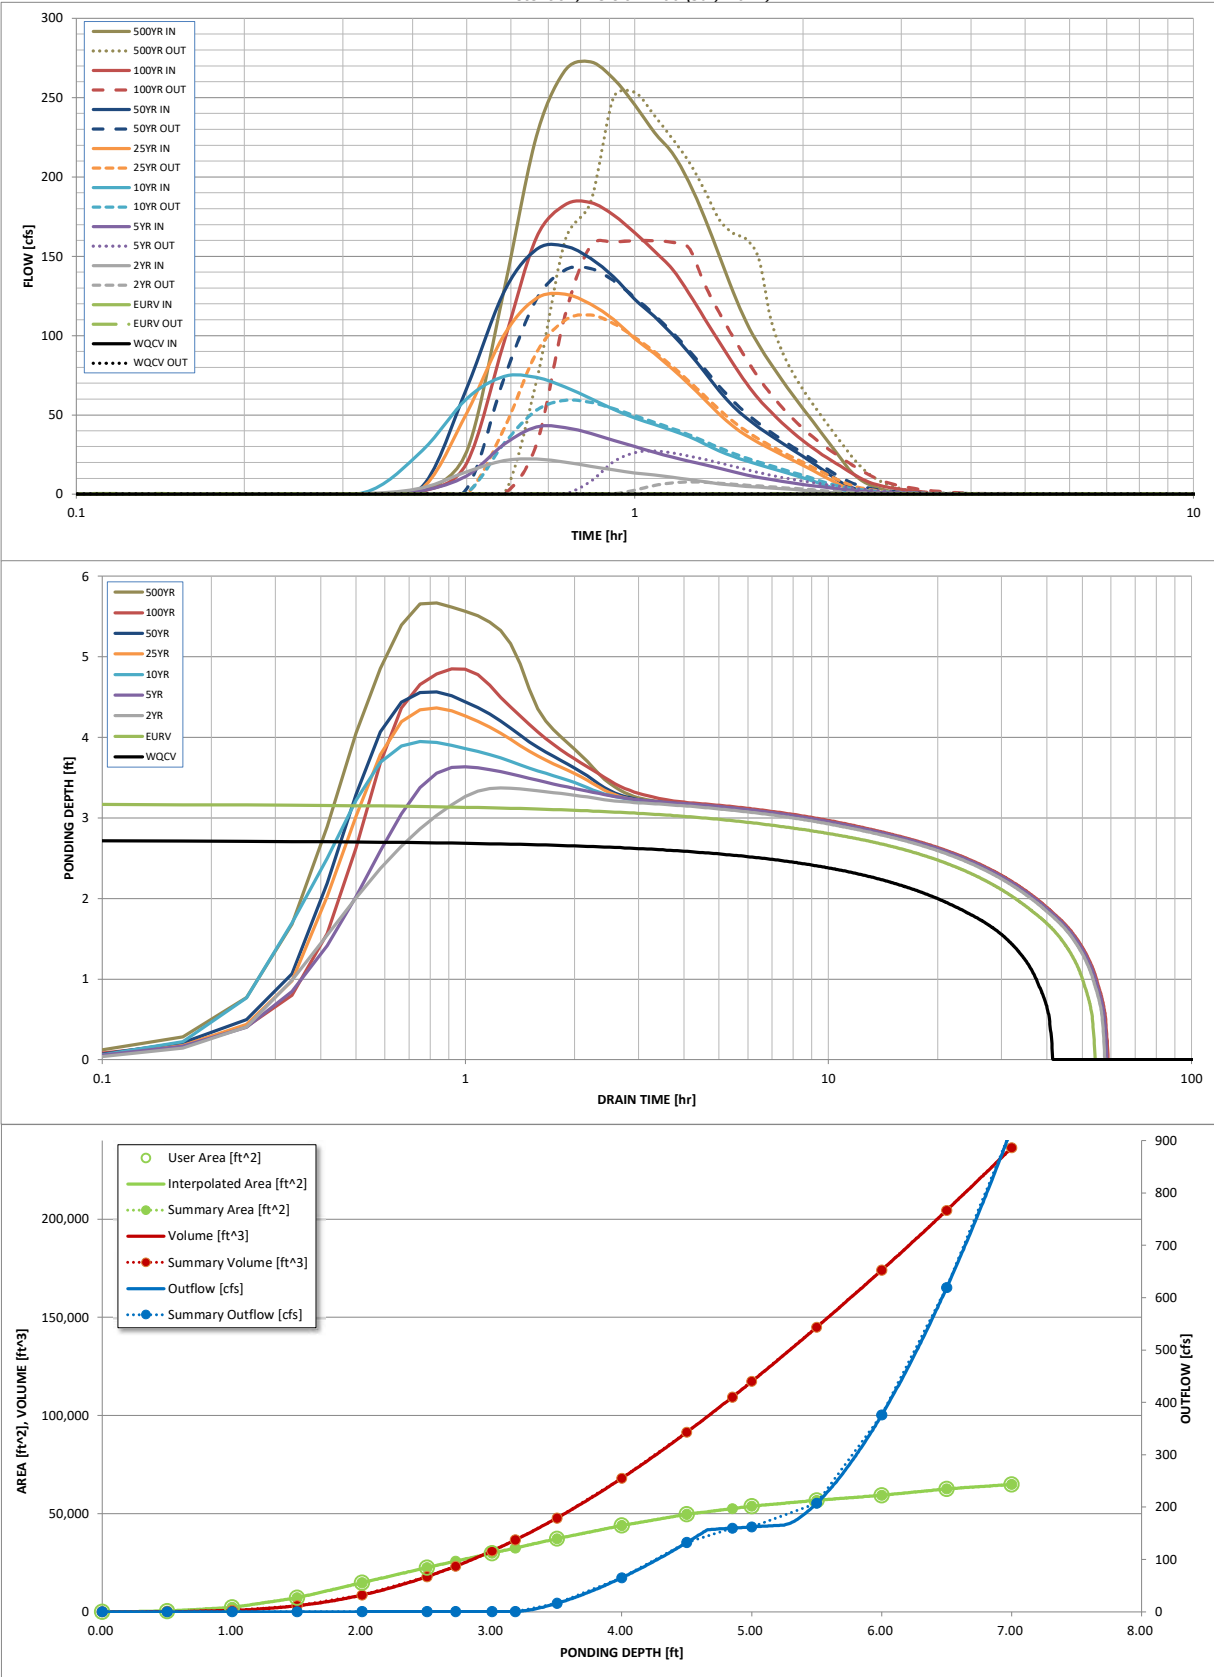 300
250
200
150
100
50
0
FLOW [cfs]
500YR IN
500YR OUT
100YR IN
100YR OUT
50YR IN
50YR OUT
25YR IN
25YR OUT
10YR IN
10YR OUT
5YR IN
5YR OUT
2YR IN
2YR OUT
EURV IN
EURV OUT
WQCV IN
WQCV OUT
0.1 1 10
TIME [hr]
6
5
4
3
2
1
0
PONDING DEPTH [ft]
500YR
100YR
50YR
25YR
10YR
5YR
2YR
EURV
WQCV
0.1 1 10 100
DRAIN TIME [hr]
200,000
150,000
100,000
50,000
0
AREA [ft^2], VOLUME [ft^3]
User Area [ft^2]
Interpolated Area [ft^2]
Summary Area [ft^2]
Volume [ft^3]
Summary Volume [ft^3]
Outflow [cfs]
Summary Outflow [cfs]
900
800
700
600
500
400
300
200
100
0
OUTFLOW [cfs]
0.00 1.00 2.00 3.00 4.00 5.00 6.00 7.00 8.00
PONDING DEPTH [ft]